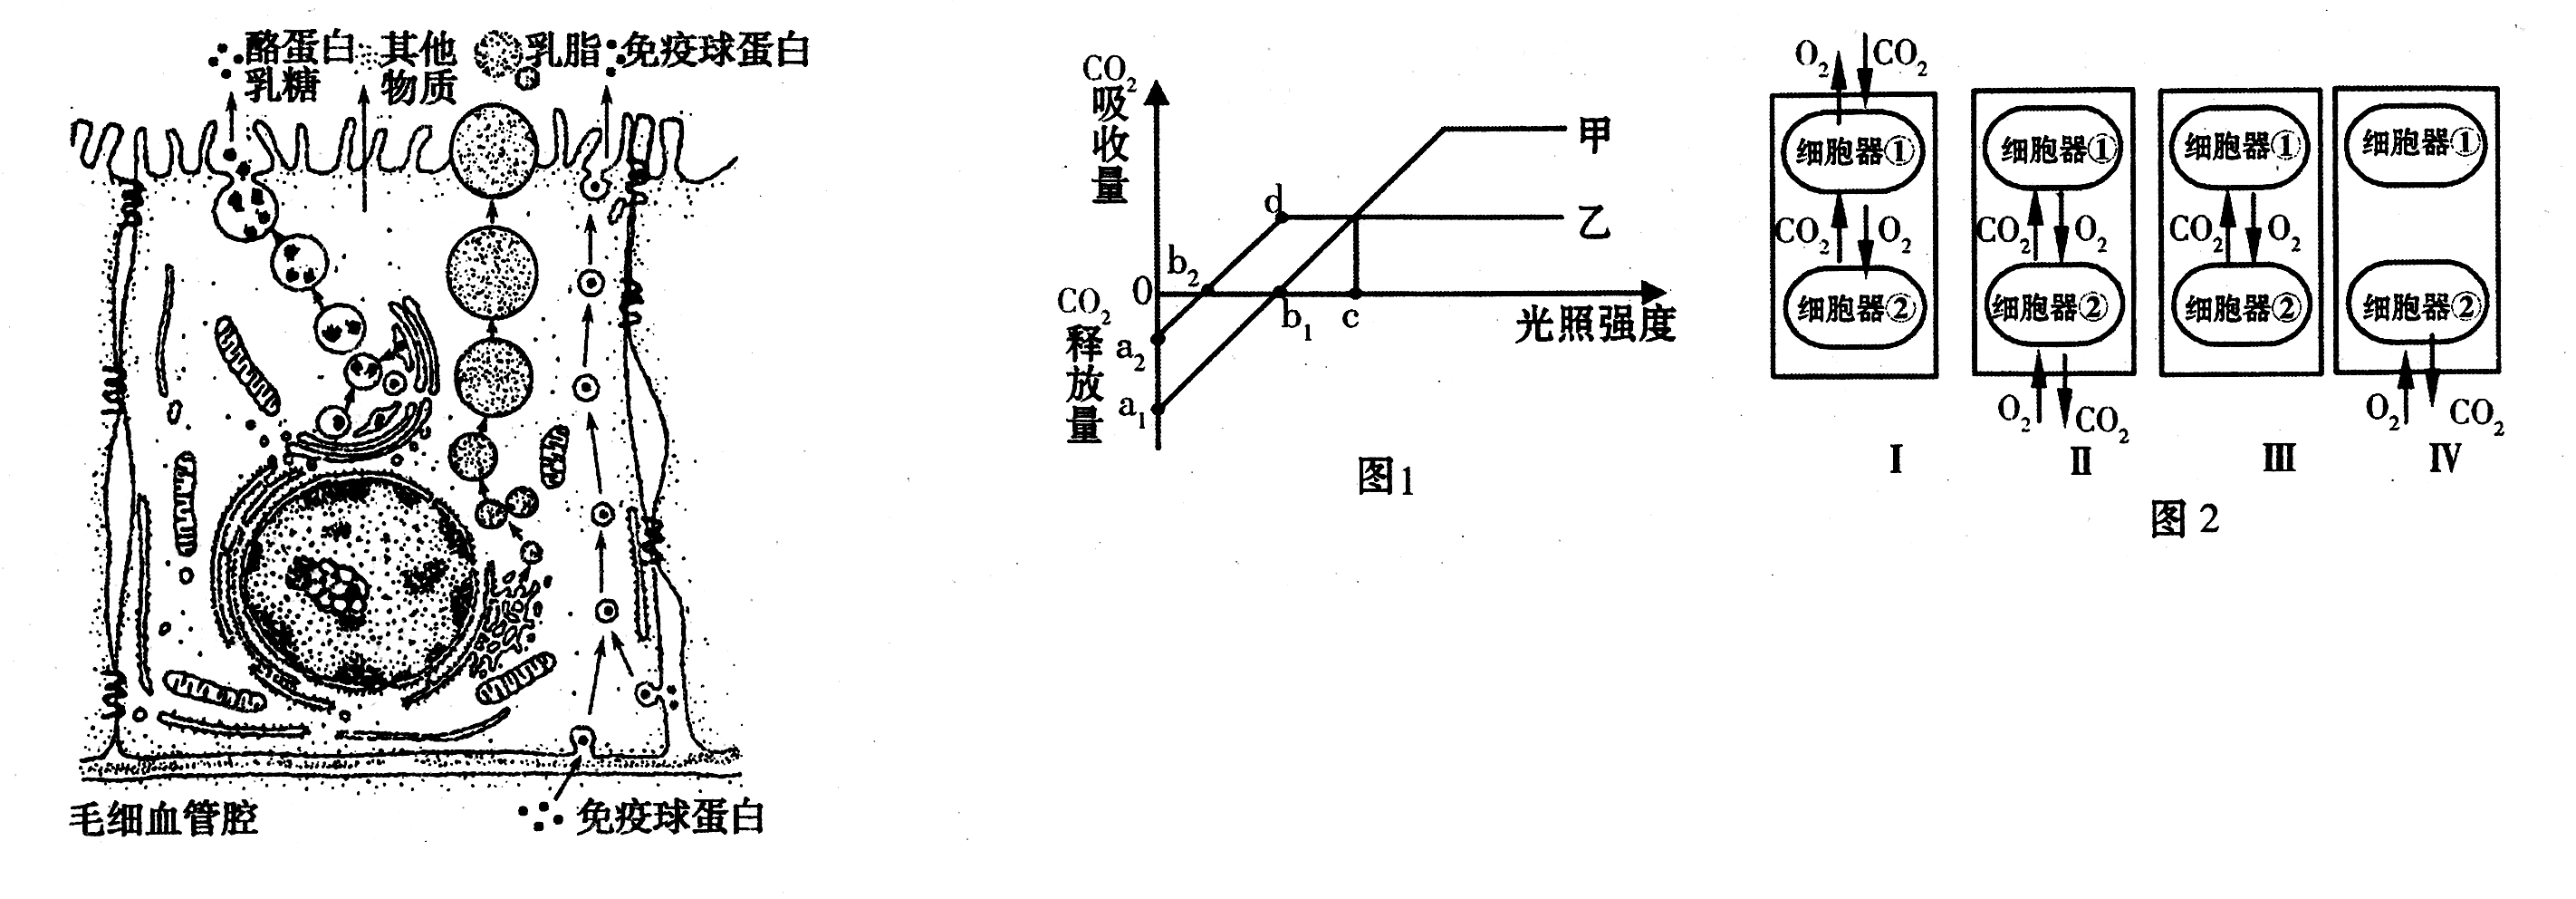 酪蛋白 其他 乳脂 免疫球蛋白
乳糖 物质
毛细血管腔
免疫球蛋白
CO₂
吸收量
0
CO₂
释放量
a₂
a₁
b₂
d
b₁
c
甲
乙
光照强度
图1
O₂ CO₂
细胞器① 细胞器① 细胞器① 细胞器①
CO₂ O₂ CO₂ O₂ CO₂ O₂
细胞器② 细胞器② 细胞器② 细胞器②
O₂ CO₂ O₂ CO₂
Ⅰ Ⅱ Ⅲ Ⅳ
图2